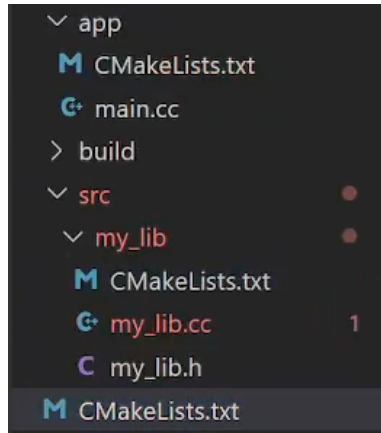 app
CMakeLists.txt
main.cc
build
src
my_lib
CMakeLists.txt
my_lib.cc 1
my_lib.h
CMakeLists.txt